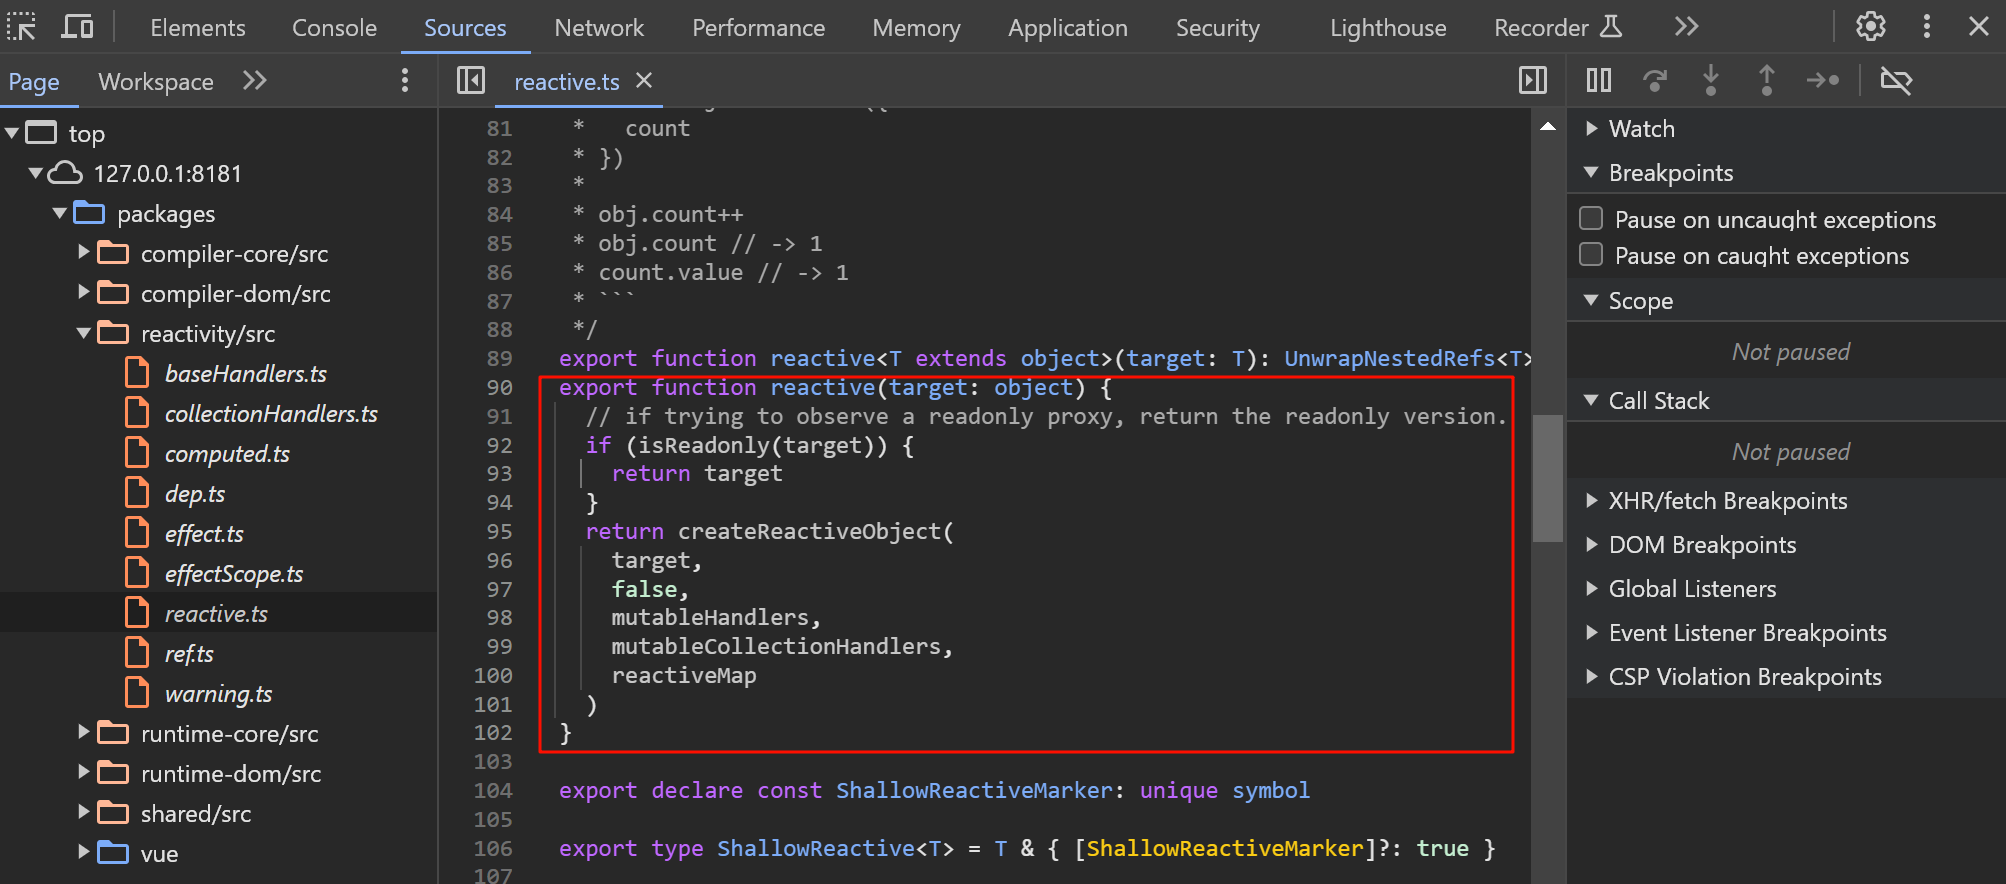 Elements Console Sources Network Performance Memory Application Security Lighthouse Recorder
Page Workspace
reactive.ts
top
127.0.0.1:8181
packages
compiler-core/src
compiler-dom/src
reactivity/src
baseHandlers.ts
collectionHandlers.ts
computed.ts
dep.ts
effect.ts
effectScope.ts
reactive.ts
ref.ts
warning.ts
runtime-core/src
runtime-dom/src
shared/src
vue
81 *   count
82 * })
83 *
84 * obj.count++
85 * obj.count // -> 1
86 * count.value // -> 1
87 * ```
88 */
89 export function reactive<T extends object>(target: T): UnwrapNestedRefs<T>
90 export function reactive(target: object) {
91 // if trying to observe a readonly proxy, return the readonly version.
92 if (isReadonly(target)) {
93 return target
94 }
95 return createReactiveObject(
96 target,
97 false,
98 mutableHandlers,
99 mutableCollectionHandlers,
100 reactiveMap
101 )
102 }
103
104 export declare const ShallowReactiveMarker: unique symbol
105
106 export type ShallowReactive<T> = T & { [ShallowReactiveMarker]?: true }
107
Watch
Breakpoints
Pause on uncaught exceptions
Pause on caught exceptions
Scope
Not paused
Call Stack
Not paused
XHR/fetch Breakpoints
DOM Breakpoints
Global Listeners
Event Listener Breakpoints
CSP Violation Breakpoints